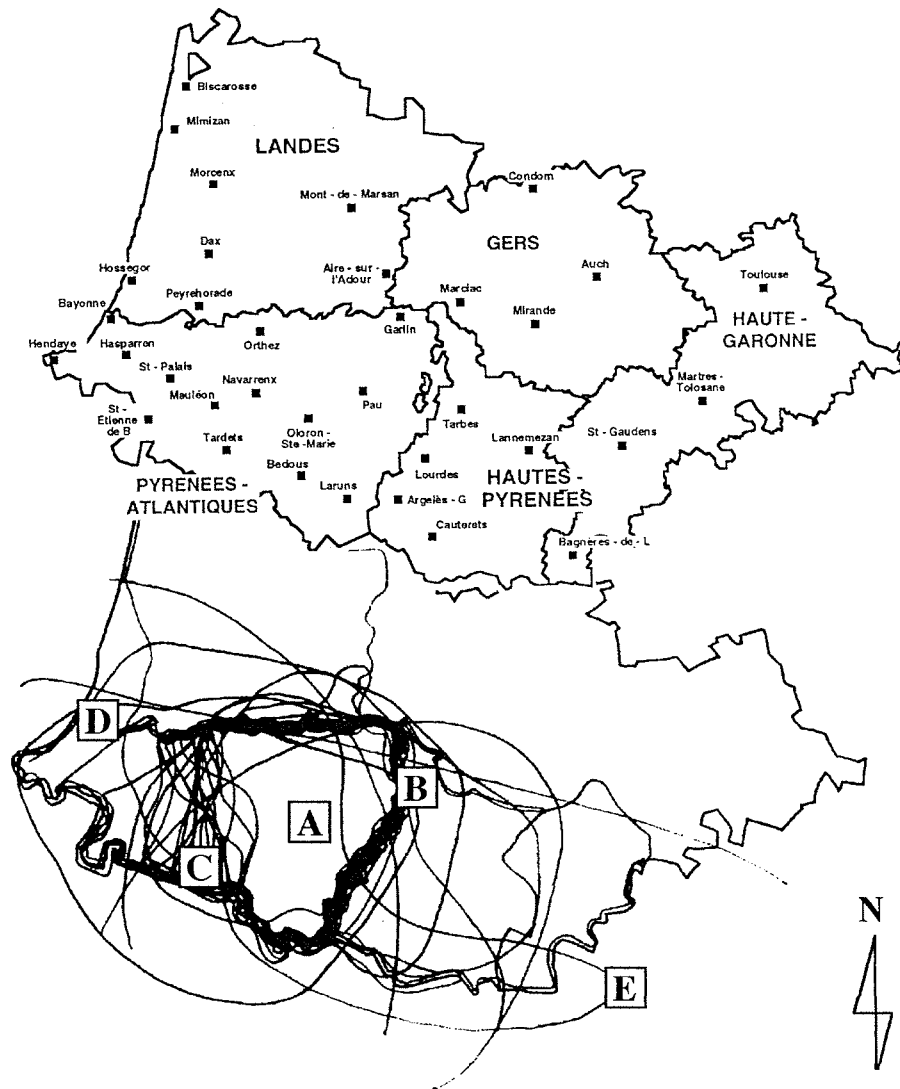 Biscarosse
Mimizan
LANDES
Morcenx
Mont - de - Marsan
Condom
GERS
Dax
Aire - sur -
l'Adour
Auch
Hossegor
Toulouse
Marciac
Peyrehorade
Bayonne
Mirande
Garlin
HAUTE -
GARONNE
Hendaye
Hasparren
Orthez
St - Palais
Navarrenx
Martres -
Tolosane
Mauléon
Pau
St -
Etienne
de B
Tarbes
Oloron -
Ste -Marie
Tardets
Lannemezan
St - Gaudens
Bedous
Lourdes
HAUTES -
PYRENEES
PYRENEES -
ATLANTIQUES
Laruns
Argelès - G
Cauterets
Bagnères - de - L
D
B
A
C
N
E